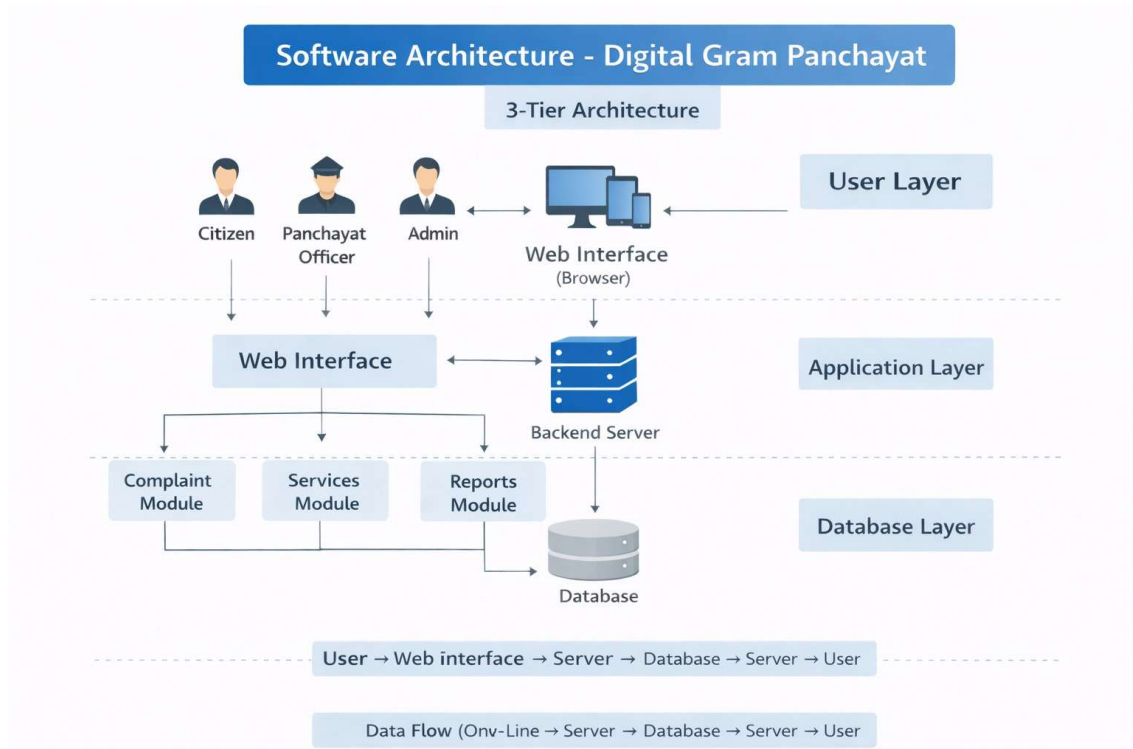 Software Architecture - Digital Gram Panchayat
3-Tier Architecture
User Layer
Citizen
Panchayat
Officer
Admin
Web Interface
(Browser)
Web Interface
Backend Server
Application Layer
Complaint
Module
Services
Module
Reports
Module
Database
Database Layer
User → Web interface → Server → Database → Server → User
Data Flow (Onv-Line → Server → Database → Server → User